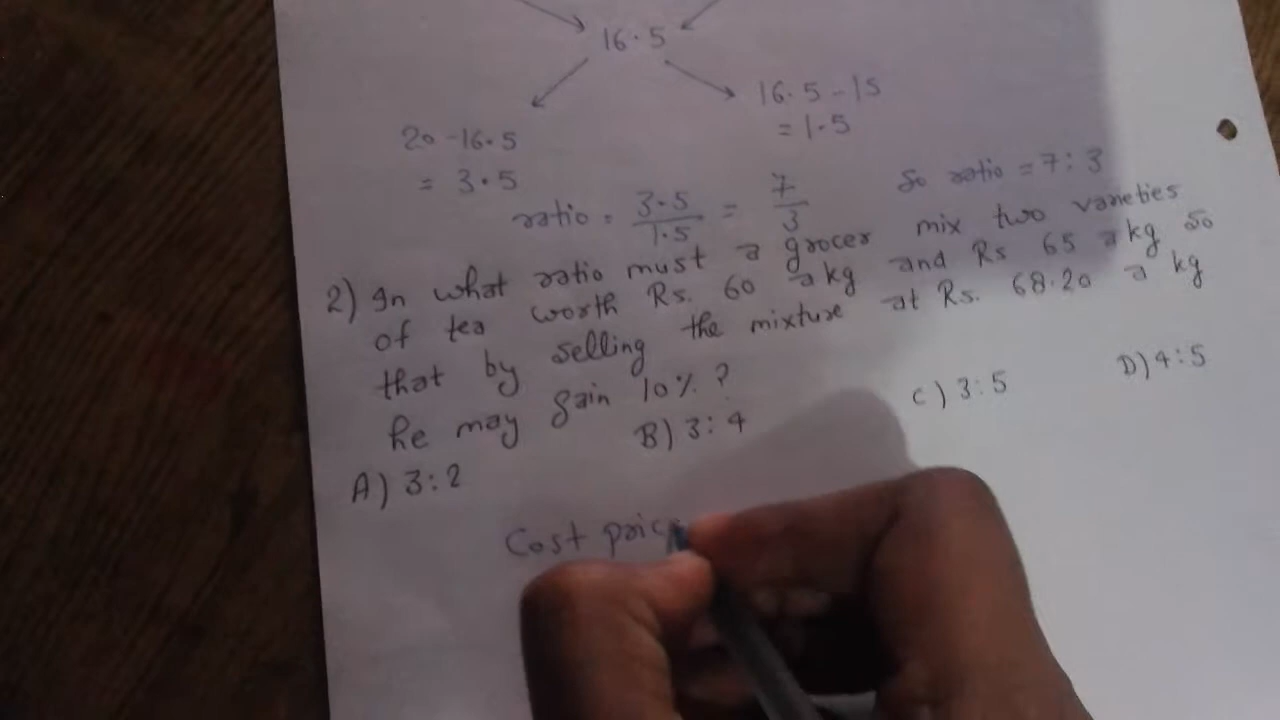 16.5
20 - 16.5
= 3.5
16.5 - 15
= 1.5
ratio = 3.5/1.5 = 7/3
So ratio = 7:3
2) In what ratio must a grocer mix two varieties
of tea worth Rs. 60 a kg and Rs 65 a kg so
that by selling the mixture at Rs. 68.20 a kg
he may gain 10% ?
A) 3:2 B) 3:4 C) 3:5 D) 4:5
Cost price